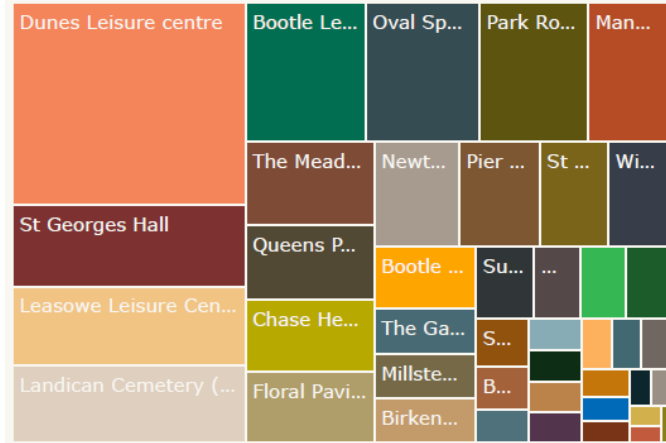 Dunes Leisure centre
Bootle Le...
Oval Sp...
Park Ro...
Man...
The Mead...
Newt...
Pier ...
St ...
Wi...
St Georges Hall
Queens P...
Bootle ...
Su...
...
Leasowe Leisure Cen...
Chase He...
The Ga...
S...
Landican Cemetery (...
Floral Pavi...
Millste...
B...
Birken...